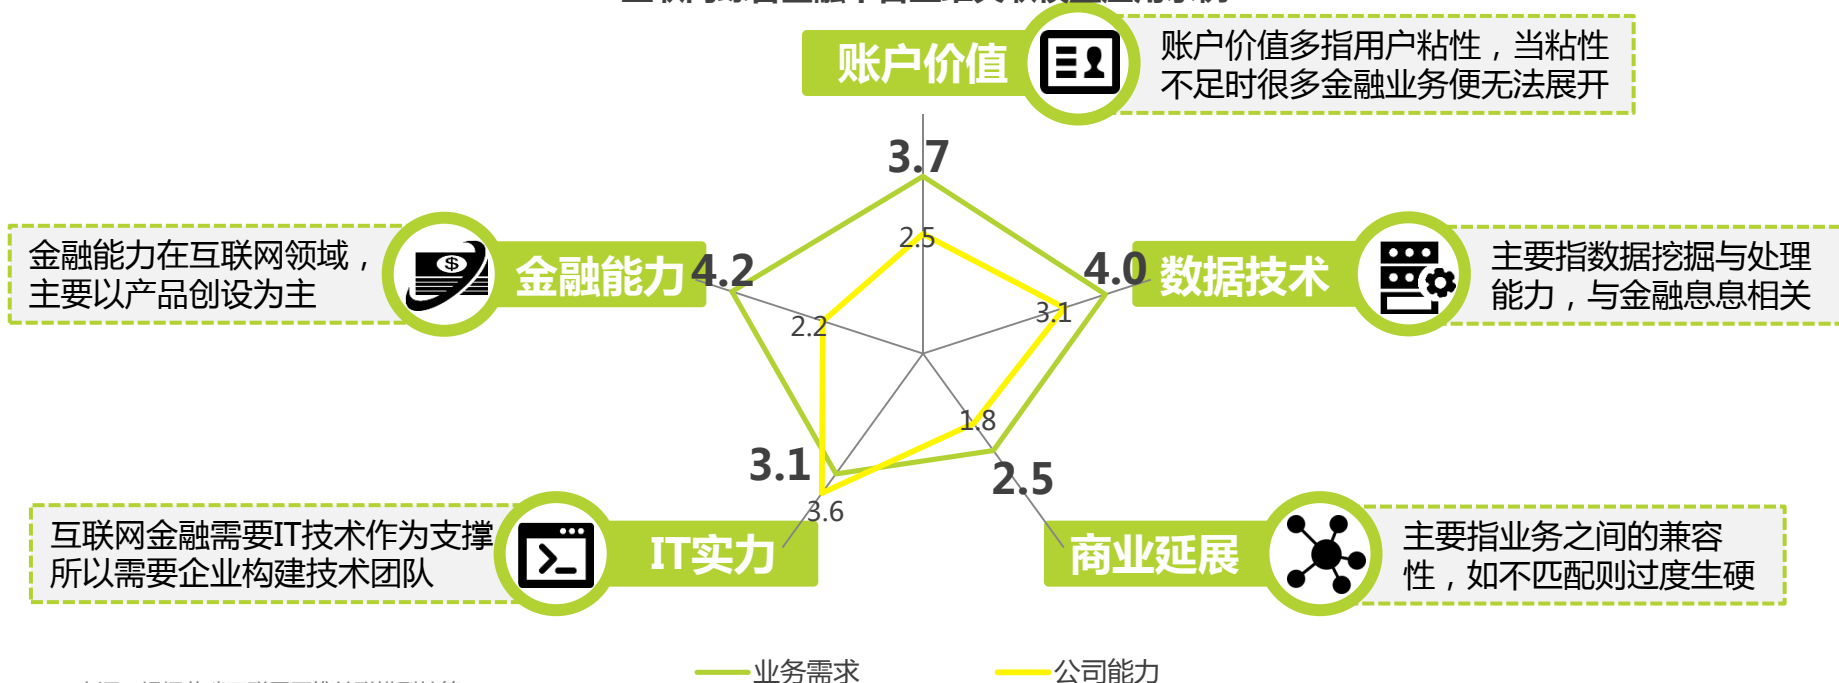 账户价值
账户价值多指用户粘性，当粘性
不足时很多金融业务便无法展开
3.7
2.5
金融能力在互联网领域，
主要以产品创设为主
金融能力
4.2
2.2
4.0
3.1
数据技术
主要指数据挖掘与处理
能力，与金融息息相关
1.8
2.5
3.1
3.6
互联网金融需要IT技术作为支撑
所以需要企业构建技术团队
IT实力
商业延展
主要指业务之间的兼容
性，如不匹配则过度生硬
业务需求
公司能力